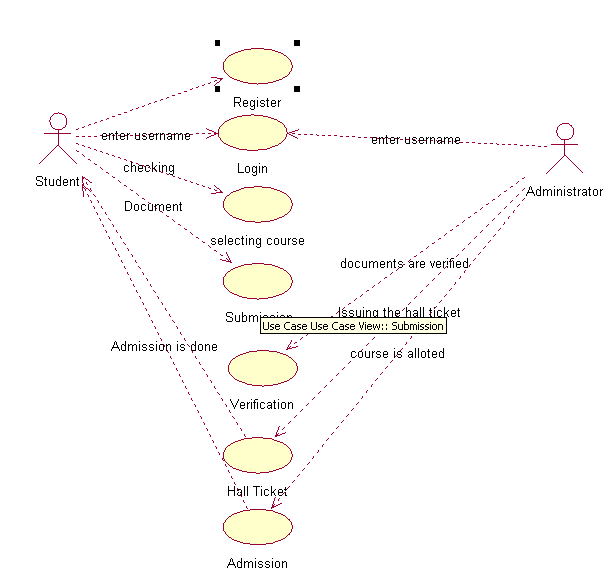 Register
enter username
enter username
Login
Student
Administrator
checking
Document
selecting course
documents are verified
Submission
Issuing the hall ticket
Use Case Use Case View:: Submission
Admission is done
course is alloted
Verification
Hall Ticket
Admission